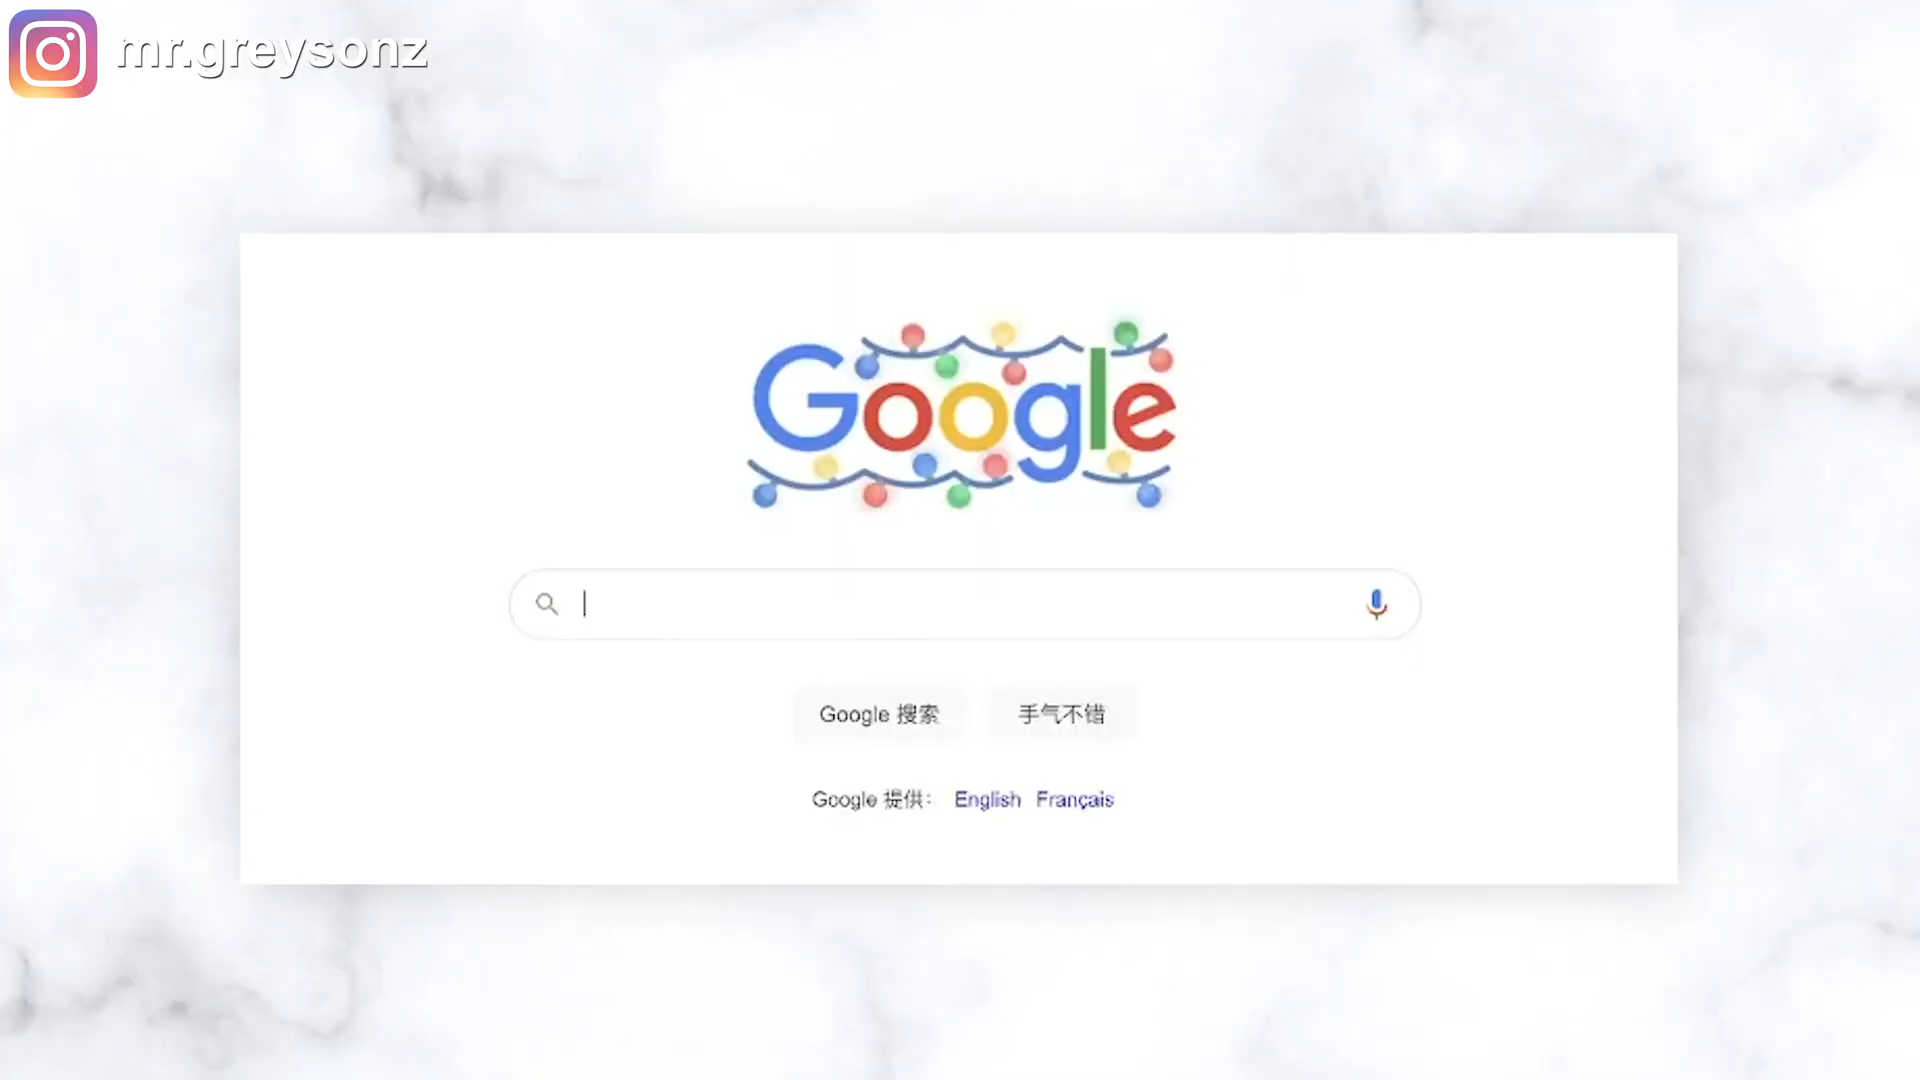 mr.greysonz
Google
Google 搜索
手气不错
Google 提供： English Français